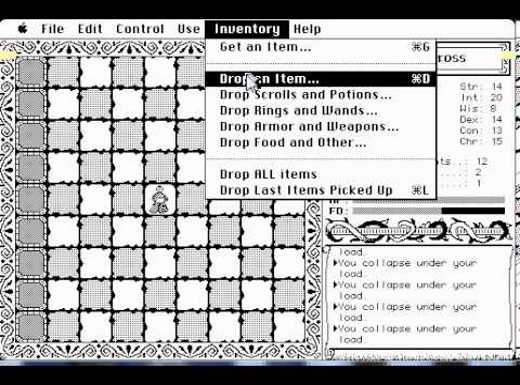 File Edit Control Use Inventory Help
Get an Item... ⌘G
Drop an Item... ⌘D
Drop Scrolls and Potions...
Drop Rings and Wands...
Drop Armor and Weapons...
Drop Food and Other...
Drop ALL items
Drop Last Items Picked Up ⌘L
ross
Str: 14
Int: 20
Wis: 8
Dex: 14
Con: 13
Chr: 15
12
2
1
FD:
load.
You collapse under your
load.
You collapse under your
load.
You collapse under your
load.
You collapse under your
load.